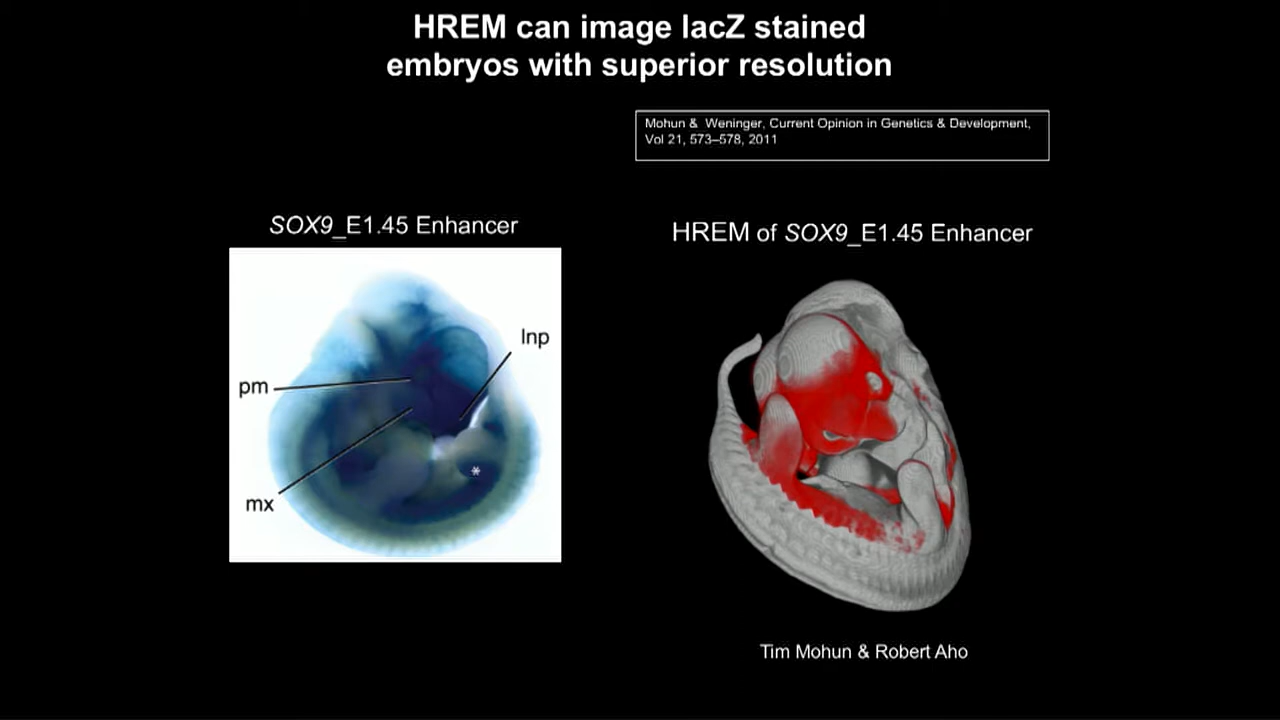 HREM can image lacZ stained
embryos with superior resolution
Mohun & Weninger, Current Opinion in Genetics & Development,
Vol 21, 573–578, 2011
SOX9_E1.45 Enhancer
HREM of SOX9_E1.45 Enhancer
lnp
pm
*
mx
Tim Mohun & Robert Aho